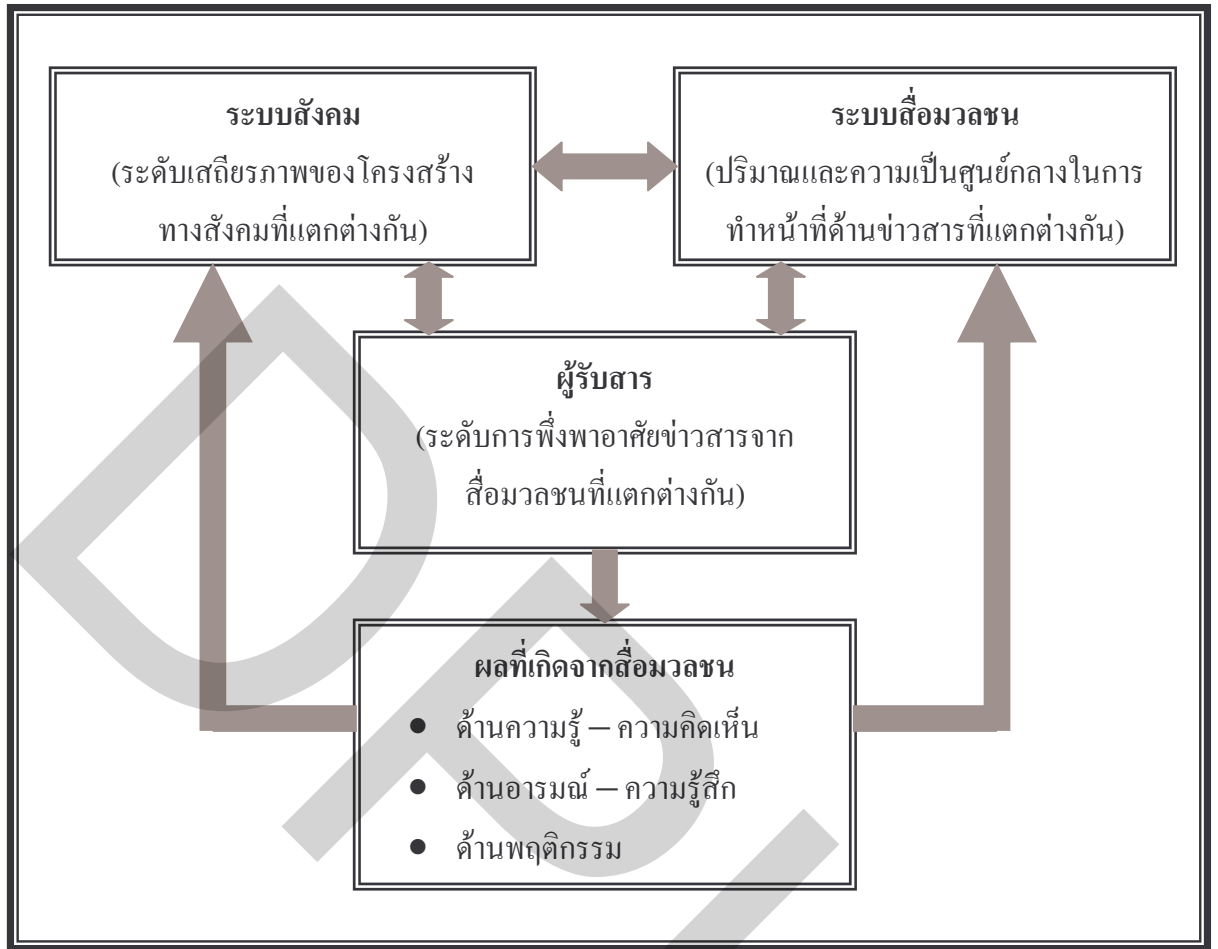 ระบบสังคม
(ระดับเสถียรภาพของโครงสร้าง
ทางสังคมที่แตกต่างกัน)
ระบบสื่อมวลชน
(ปริมาณและความเป็นศูนย์กลางในการ
ทำหน้าที่ด้านข่าวสารที่แตกต่างกัน)
ผู้รับสาร
(ระดับการพึ่งพาอาศัยข่าวสารจาก
สื่อมวลชนที่แตกต่างกัน)
ผลที่เกิดจากสื่อมวลชน
● ด้านความรู้ – ความคิดเห็น
● ด้านอารมณ์ – ความรู้สึก
● ด้านพฤติกรรม